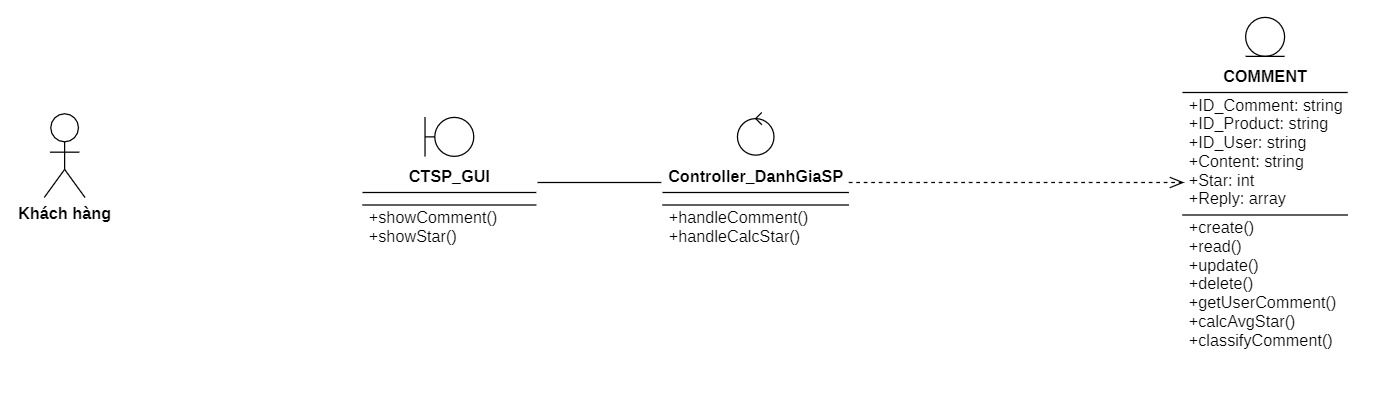 Khách hàng
CTSP_GUI
+showComment()
+showStar()
Controller_DanhGiaSP
+handleComment()
+handleCalcStar()
COMMENT
+ID_Comment: string
+ID_Product: string
+ID_User: string
+Content: string
+Star: int
+Reply: array
+create()
+read()
+update()
+delete()
+getUserComment()
+calcAvgStar()
+classifyComment()